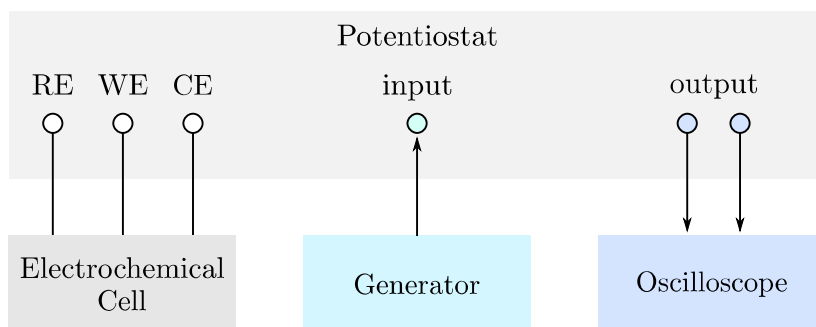 Potentiostat
RE WE CE input output
Electrochemical
Cell
Generator
Oscilloscope